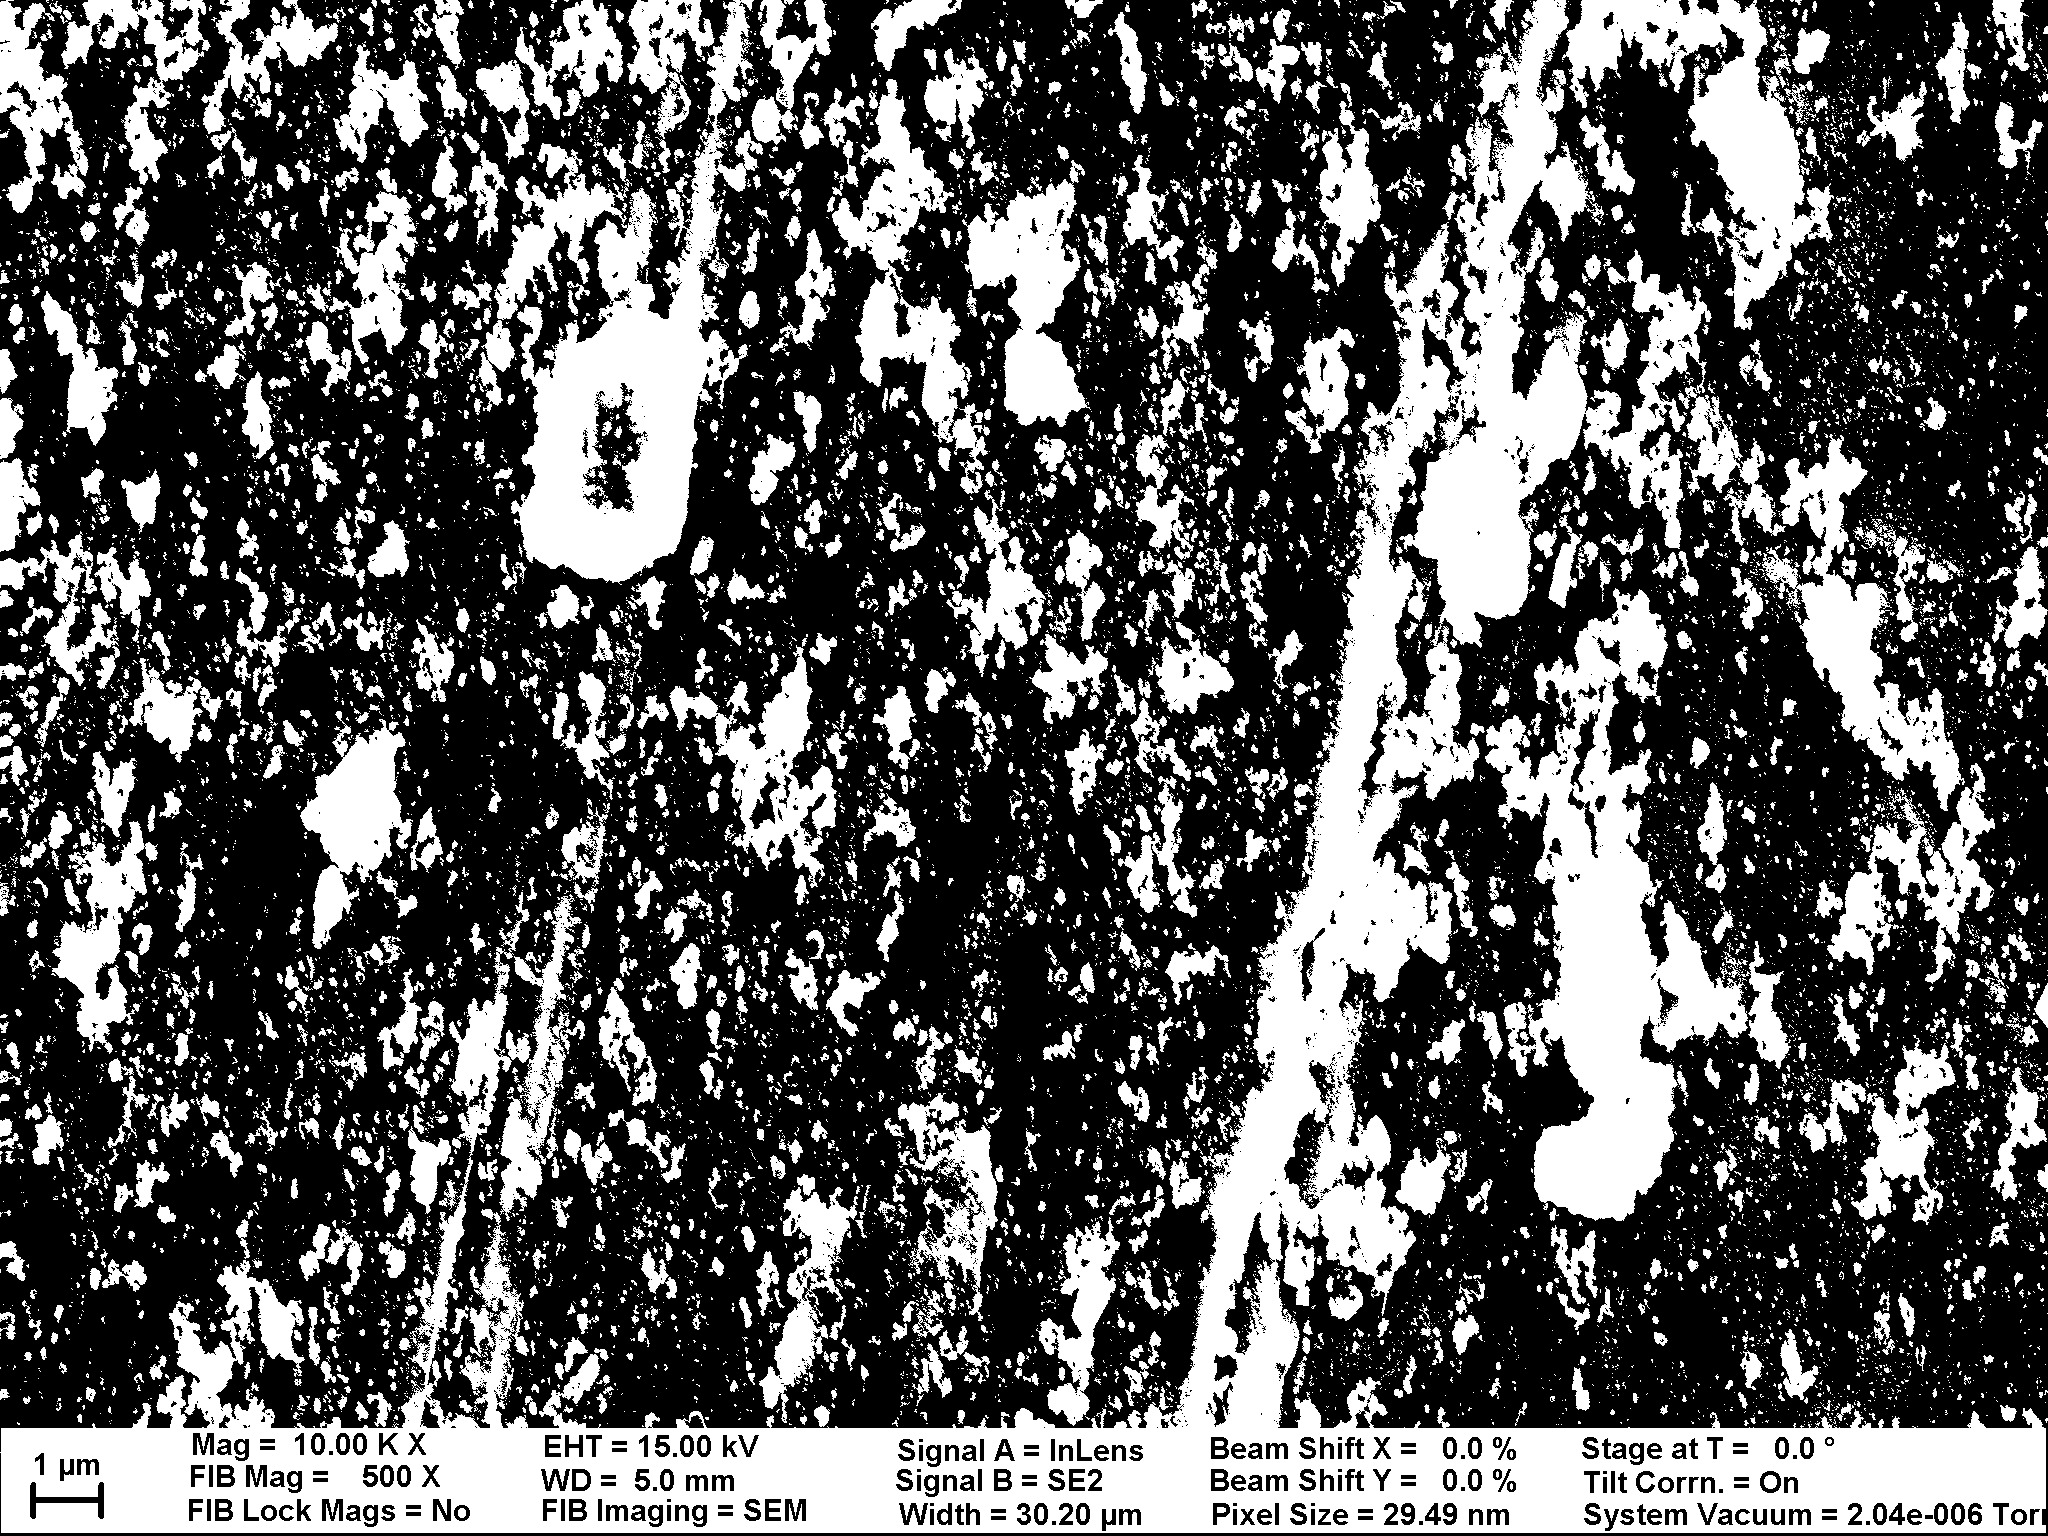 1 µm
Mag = 10.00 K X
FIB Mag = 500 X
FIB Lock Mags = No
EHT = 15.00 kV
WD = 5.0 mm
FIB Imaging = SEM
Signal A = InLens
Signal B = SE2
Width = 30.20 µm
Beam Shift X = 0.0 %
Beam Shift Y = 0.0 %
Pixel Size = 29.49 nm
Stage at T = 0.0 °
Tilt Corrn. = On
System Vacuum = 2.04e-006 Torr